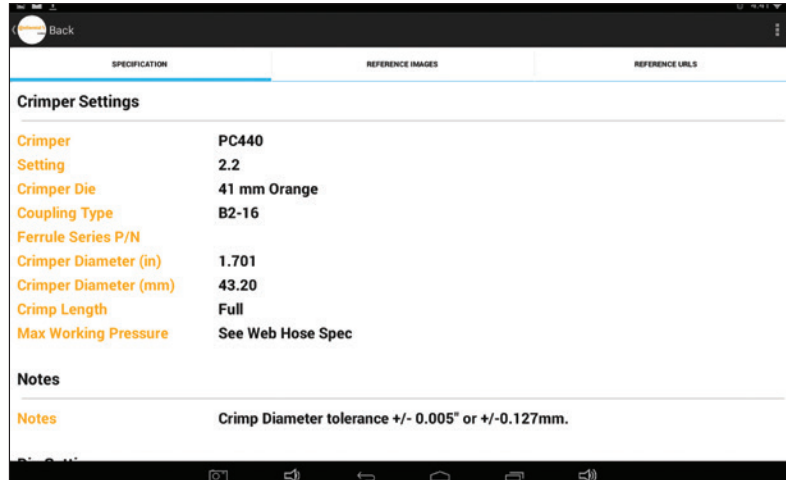 4:41
Back
SPECIFICATION REFERENCE IMAGES REFERENCE URLS
Crimper Settings
Crimper PC440
Setting 2.2
Crimper Die 41 mm Orange
Coupling Type B2-16
Ferrule Series P/N
Crimper Diameter (in) 1.701
Crimper Diameter (mm) 43.20
Crimp Length Full
Max Working Pressure See Web Hose Spec
Notes
Notes Crimp Diameter tolerance +/- 0.005" or +/-0.127mm.